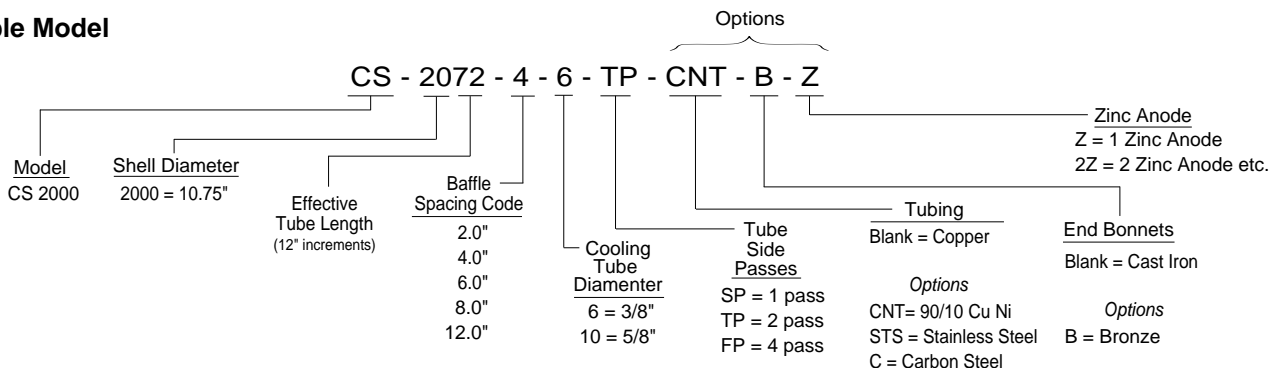 Model
Options
CS - 2072 - 4 - 6 - TP - CNT - B - Z
Model
CS 2000
Shell Diameter
2000 = 10.75"
Effective
Tube Length
(12" increments)
Baffle
Spacing Code
2.0"
4.0"
6.0"
8.0"
12.0"
Cooling
Tube
Diamenter
6 = 3/8"
10 = 5/8"
Tube
Side
Passes
SP = 1 pass
TP = 2 pass
FP = 4 pass
Tubing
Blank = Copper
Options
CNT= 90/10 Cu Ni
STS = Stainless Steel
C = Carbon Steel
End Bonnets
Blank = Cast Iron
Options
B = Bronze
Zinc Anode
Z = 1 Zinc Anode
2Z = 2 Zinc Anode etc.